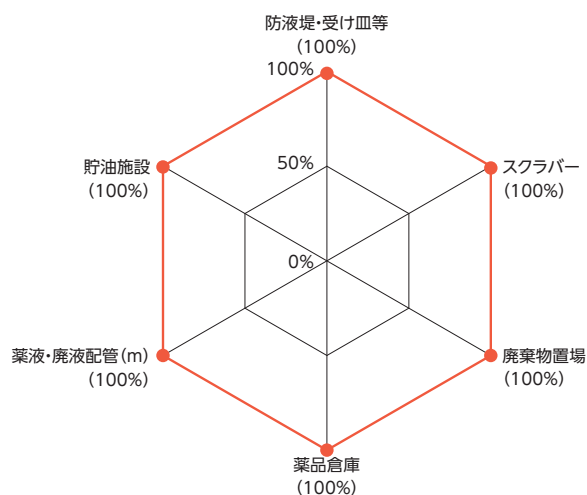 防液堤・受け皿等
(100%)
100%
貯油施設
(100%)
50%
スクラバー
(100%)
0%
薬液・廃液配管(m)
(100%)
廃棄物置場
(100%)
薬品倉庫
(100%)